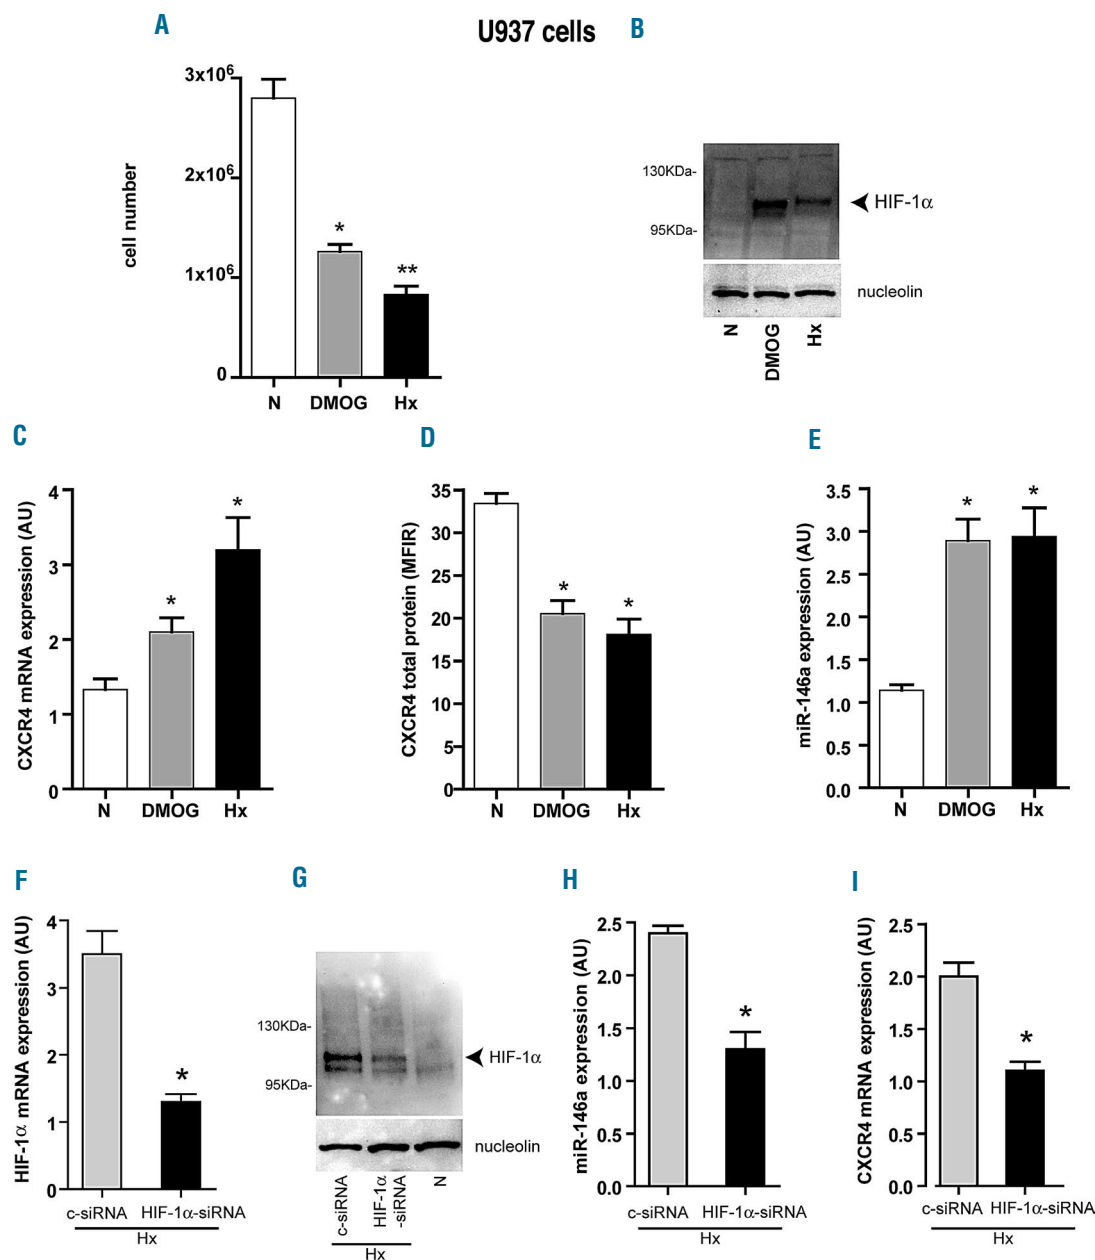 U937 cells
A
cell number
3x10⁶
2x10⁶
1x10⁶
0
*
**
N DMOG Hx
B
130KDa-
95KDa-
HIF-1α
nucleolin
N
DMOG
Hx
C
CXCR4 mRNA expression (AU)
4
3
2
1
0
*
*
N DMOG Hx
D
CXCR4 total protein (MFIR)
35
30
25
20
15
10
5
0
*
*
N DMOG Hx
E
miR-146a expression (AU)
3.5
3.0
2.5
2.0
1.5
1.0
0.5
0.0
*
*
N DMOG Hx
F
HIF-1α mRNA expression (AU)
4
3
2
1
0
*
c-siRNA HIF-1α-siRNA
Hx
G
130KDa-
95KDa-
HIF-1α
nucleolin
c-siRNA
HIF-1α
-siRNA
N
Hx
H
miR-146a expression (AU)
2.5
2.0
1.5
1.0
0.5
0.0
*
c-siRNA HIF-1α-siRNA
Hx
I
CXCR4 mRNA expression (AU)
2.5
2.0
1.5
1.0
0.5
0.0
*
c-siRNA HIF-1α-siRNA
Hx